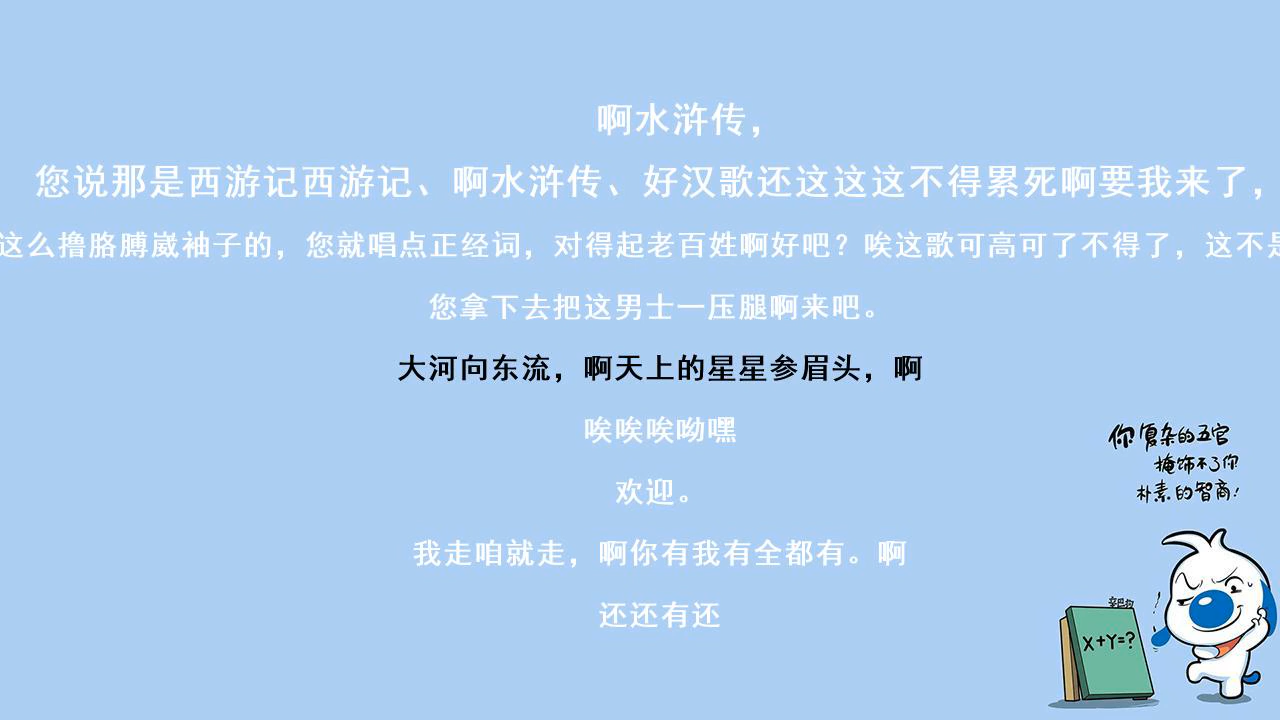 啊水浒传，
您说那是西游记西游记、啊水浒传、好汉歌还这这这不得累死啊要我来了，
这么撸胳膊崴袖子的，您就唱点正经词，对得起老百姓啊好吧？唉这歌可高可了不得了，这不是
您拿下去把这男士一压腿啊来吧。
大河向东流，啊天上的星星参眉头，啊
唉唉唉呦嘿
欢迎。
我走咱就走，啊你有我有全都有。啊
还还有还
你复杂的五官
掩饰不了你
朴素的智商！
X+Y=?